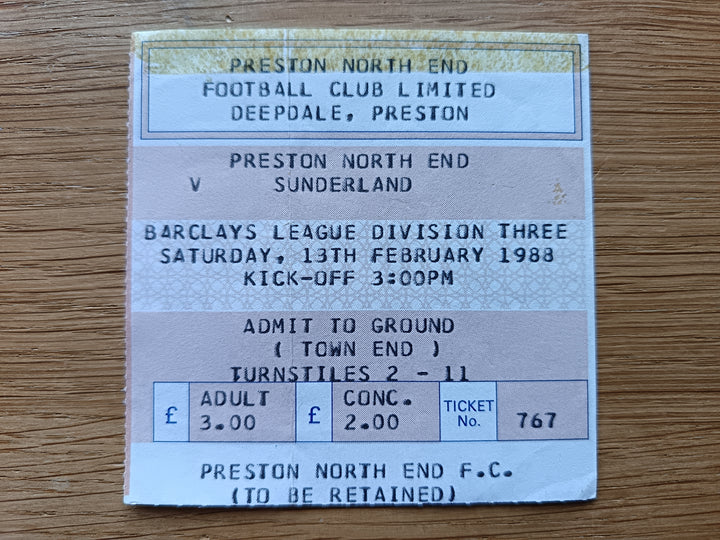 PRESTON NORTH END
FOOTBALL CLUB LIMITED
DEEPDALE, PRESTON
PRESTON NORTH END
V SUNDERLAND
BARCLAYS LEAGUE DIVISION THREE
SATURDAY, 13TH FEBRUARY 1988
KICK-OFF 3:00PM
ADMIT TO GROUND
( TOWN END )
TURNSTILES 2 - 11
£ ADULT 3.00 £ CONC. 2.00 TICKET No. 767
PRESTON NORTH END F.C.
(TO BE RETAINED)